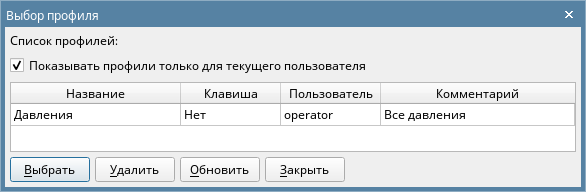 Выбор профиля
Список профилей:
Показывать профили только для текущего пользователя
Название Клавиша Пользователь Комментарий
Давления Нет operator Все давления
Выбрать Удалить Обновить Закрыть